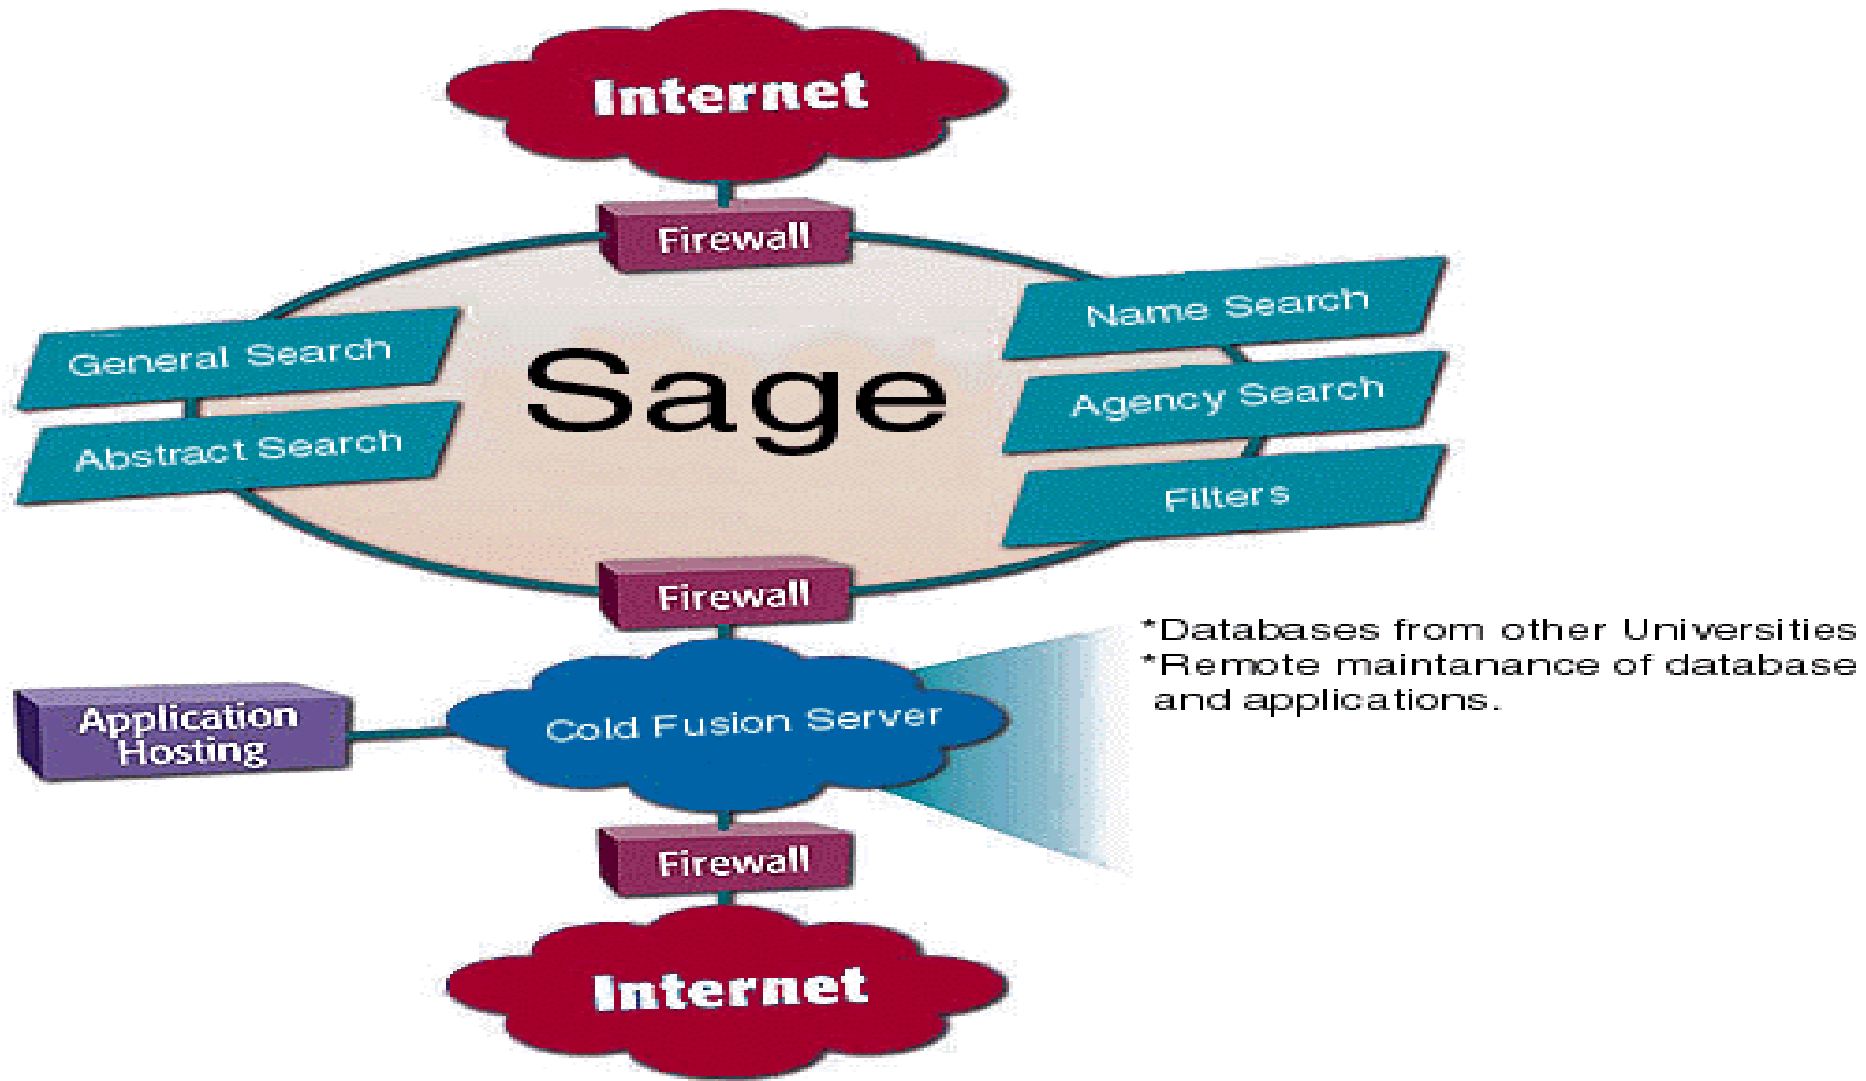 Internet
Firewall
General Search
Abstract Search
Sage
Name Search
Agency Search
Filters
Firewall
*Databases from other Universities
*Remote maintanance of database
and applications.
Application
Hosting
Cold Fusion Server
Firewall
Internet